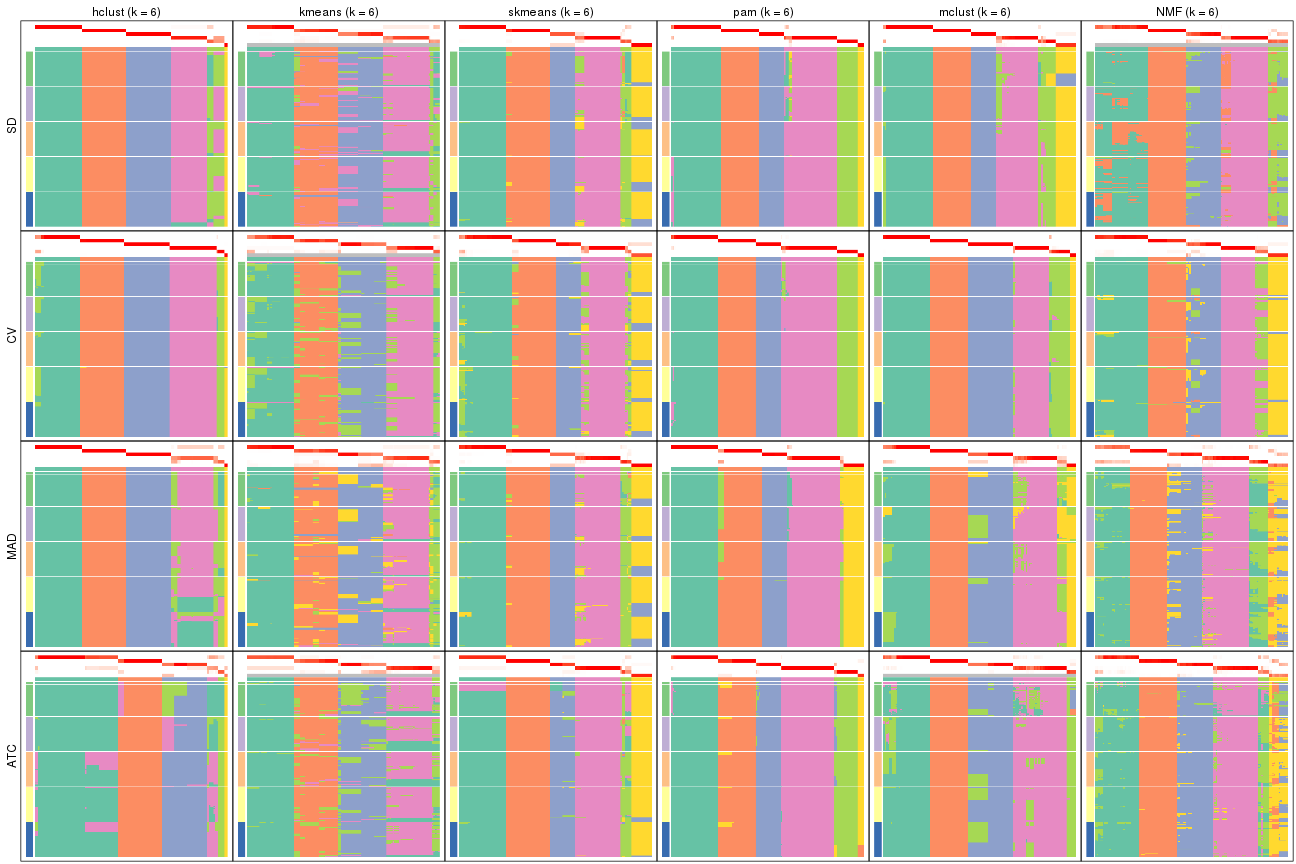 hclust (k = 6) kmeans (k = 6) skmeans (k = 6) pam (k = 6) mclust (k = 6) NMF (k = 6)
SD
CV
MAD
ATC